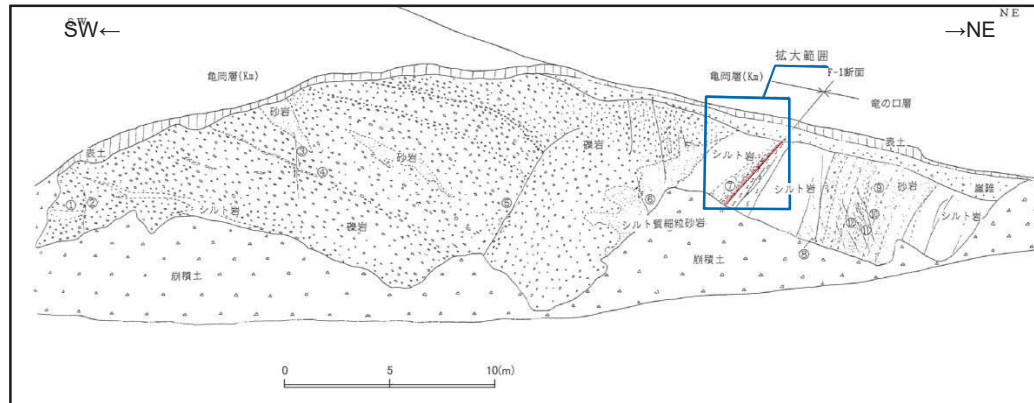 SW
NE
SW←
→NE
拡大範囲
亀岡層(Km)
亀岡層(Km)
F-1断面
竜の口層
砂岩
表土
③
④
砂岩
礫岩
シルト岩
⑦
表土
シルト岩
⑨
砂岩
崖錐
①
②
シルト岩
⑤
⑥
シルト質細粒砂岩
⑩
⑪
シルト岩
礫岩
崩積土
崩積土
⑧
0
5
10(m)